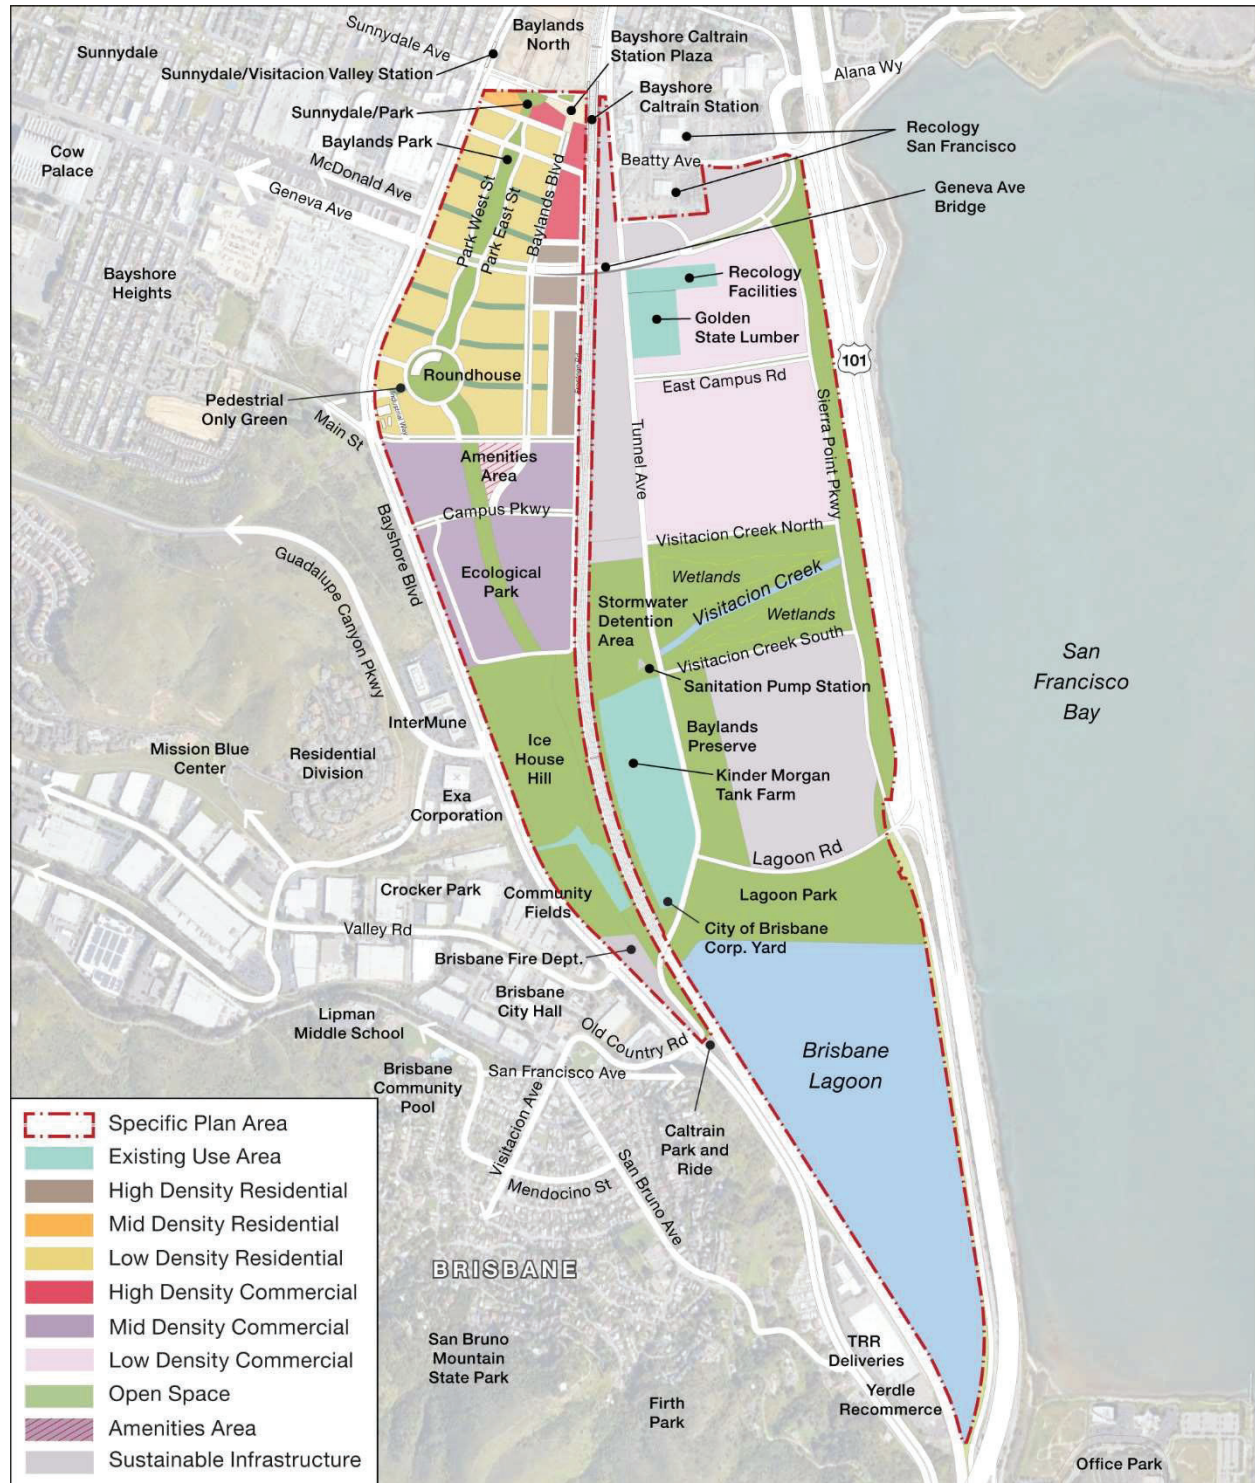 Sunnydale
Sunnydale Ave
Baylands
North
Bayshore Caltrain
Station Plaza
Sunnydale/Visitacion Valley Station
Alana Wy
Bayshore
Caltrain Station
Sunnydale/Park
Recology
San Francisco
Baylands Park
Cow
Palace
McDonald Ave
Beatty Ave
Geneva Ave
Geneva Ave
Bridge
Park West St
Park East St
Baylands Blvd
Bayshore
Heights
Recology
Facilities
Golden
State Lumber
101
Roundhouse
East Campus Rd
Pedestrial
Only Green
Industrial Way
Main St
Sierra Point Pkwy
Tunnel Ave
Amenities
Area
Campus Pkwy
Bayshore Blvd
Visitacion Creek North
Guadalupe Canyon Pkwy
Ecological
Park
Wetlands
Visitacion Creek
Stormwater
Detention
Area
Wetlands
Visitacion Creek South
San
Francisco
Bay
Sanitation Pump Station
InterMune
Baylands
Preserve
Mission Blue
Center
Residential
Division
Ice
House
Hill
Kinder Morgan
Tank Farm
Exa
Corporation
Lagoon Rd
Crocker Park
Community
Fields
Lagoon Park
Valley Rd
City of Brisbane
Corp. Yard
Brisbane Fire Dept.
Brisbane
City Hall
Lipman
Middle School
Old Country Rd
Brisbane
Lagoon
San Francisco Ave
Brisbane
Community
Pool
Visitacion Ave
Caltrain
Park and
Ride
Mendocino St
San Bruno Ave
BRISBANE
San Bruno
Mountain
State Park
TRR
Deliveries
Firth
Park
Yerdle
Recommerce
Office Park
Specific Plan Area
Existing Use Area
High Density Residential
Mid Density Residential
Low Density Residential
High Density Commercial
Mid Density Commercial
Low Density Commercial
Open Space
Amenities Area
Sustainable Infrastructure